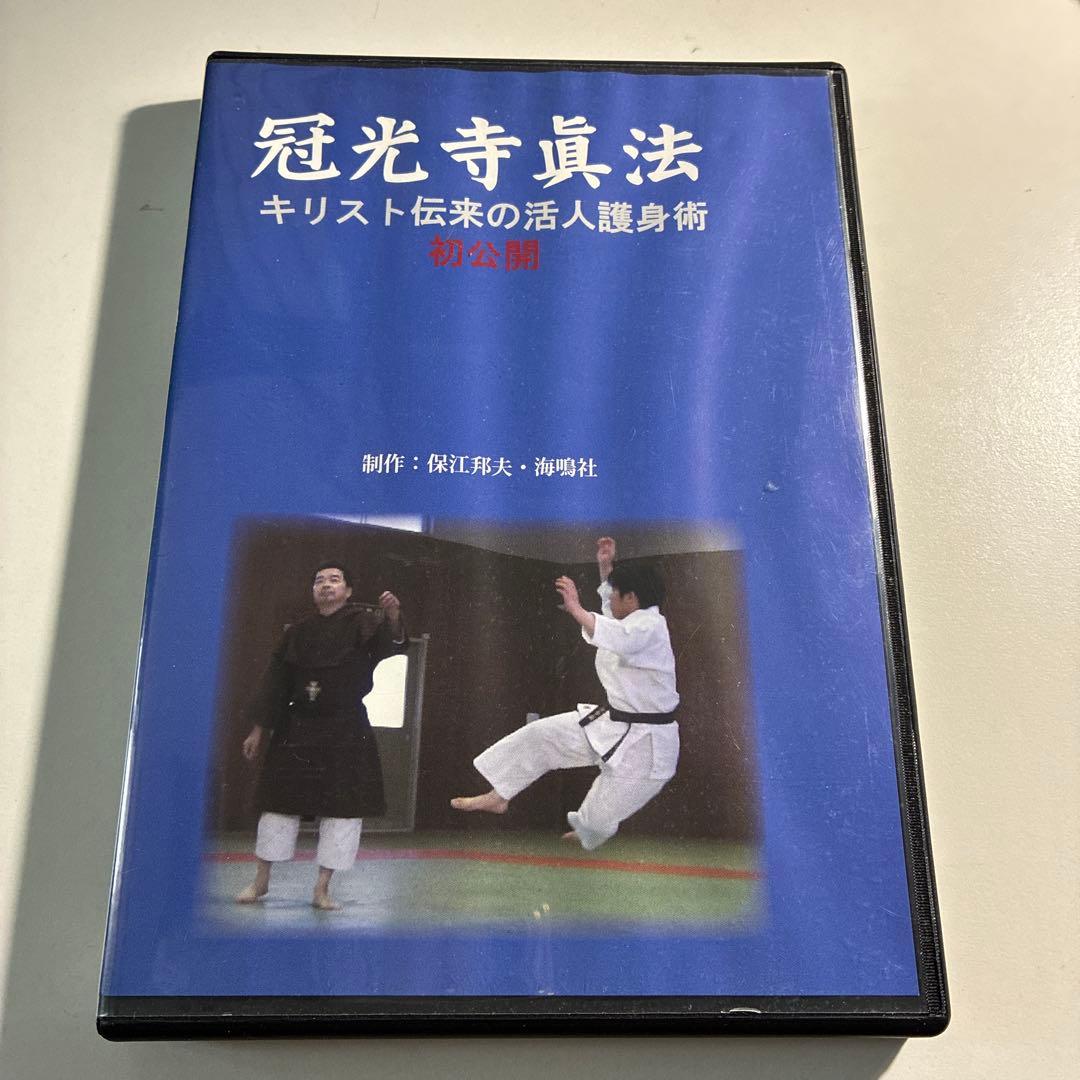 冠光寺眞法
キリスト伝来の活人護身術
初公開
制作：保江邦夫・海鳴社